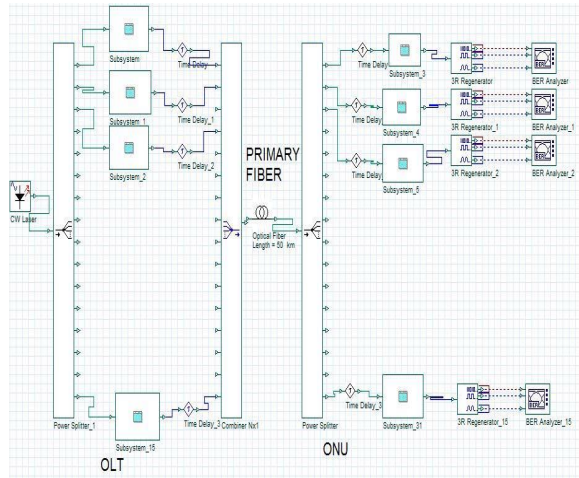 Subsystem
Time Delay
Subsystem_1
Time Delay_1
Subsystem_2
Time Delay_2
CW Laser
Power Splitter_1
Subsystem_15
Time Delay_3
Combiner Nx1
OLT
PRIMARY
FIBER
Optical Fiber
Length = 50 km
Time Delay
Subsystem_3
3R Regenerator
BER Analyzer
Time Delay
Subsystem_4
3R Regenerator_1
BER Analyzer_1
Time Delay
Subsystem_5
3R Regenerator_2
BER Analyzer_2
Power Splitter
Time Delay_3
Subsystem_31
3R Regenerator_15
BER Analyzer_15
ONU